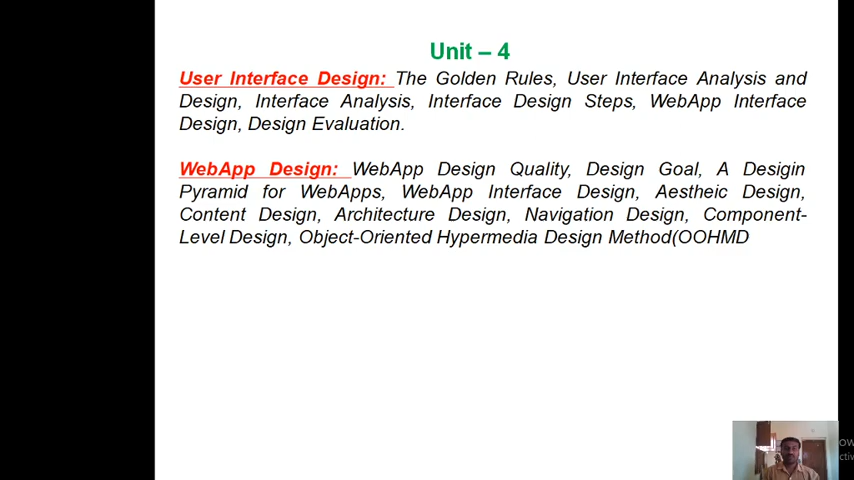 Unit – 4
User Interface Design: The Golden Rules, User Interface Analysis and
Design, Interface Analysis, Interface Design Steps, WebApp Interface
Design, Design Evaluation.
WebApp Design: WebApp Design Quality, Design Goal, A Desigin
Pyramid for WebApps, WebApp Interface Design, Aestheic Design,
Content Design, Architecture Design, Navigation Design, Component-
Level Design, Object-Oriented Hypermedia Design Method(OOHMD